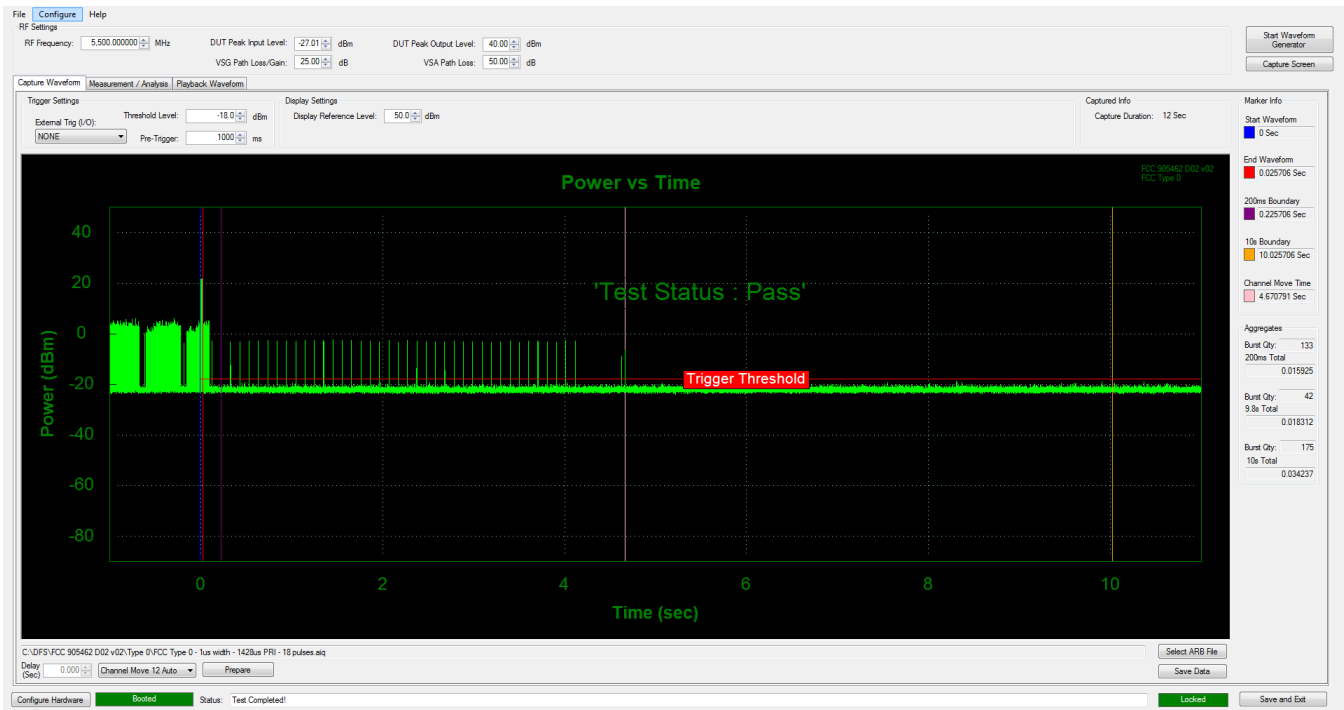 File Configure Help
RF Settings
RF Frequency: 5,500.000000 MHz DUT Peak Input Level: -27.01 dBm DUT Peak Output Level: 40.00 dBm
VSG Path Loss/Gain: 25.00 dB VSA Path Loss: 50.00 dB
Start Waveform
Generator
Capture Screen
Capture Waveform Measurement / Analysis Playback Waveform
Trigger Settings
External Trig (I/O):
NONE
Threshold Level: -18.0 dBm
Pre-Trigger: 1000 ms
Display Settings
Display Reference Level: 50.0 dBm
Captured Info
Capture Duration: 12 Sec
Power vs Time
FCC 905462 D02 v02
FCC Type 0
'Test Status : Pass'
Trigger Threshold
Power (dBm)
40
20
0
-20
-40
-60
-80
0 2 4 6 8 10
Time (sec)
Marker Info
Start Waveform
0 Sec
End Waveform
0.025706 Sec
200ms Boundary
0.225706 Sec
10s Boundary
10.025706 Sec
Channel Move Time
4.670791 Sec
Aggregates
Burst Qty: 133
200ms Total
0.015925
Burst Qty: 42
9.8s Total
0.018312
Burst Qty: 175
10s Total
0.034237
C:\DFS\FCC 905462 D02 v02\Type 0\FCC Type 0 - 1us width - 1428us PRI - 18 pulses.aiq
Select ARB File
Delay
(Sec) 0.000 Channel Move 12 Auto Prepare
Save Data
Configure Hardware Booted Status: Test Completed! Locked Save and Exit